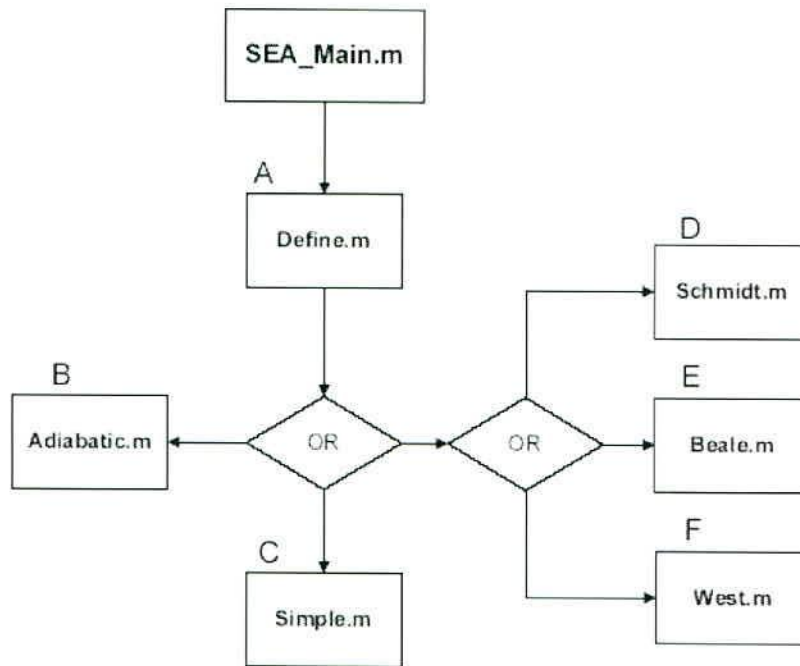 SEA_Main.m
A
Define.m
D
Schmidt.m
B
Adiabatic.m
OR
OR
E
Beale.m
C
Simple.m
F
West.m